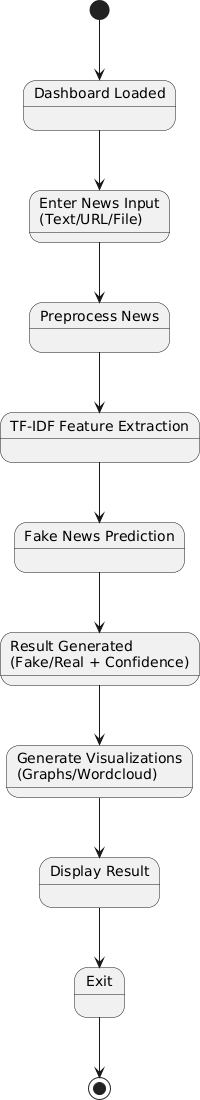 Dashboard Loaded
Enter News Input
(Text/URL/File)
Preprocess News
TF-IDF Feature Extraction
Fake News Prediction
Result Generated
(Fake/Real + Confidence)
Generate Visualizations
(Graphs/Wordcloud)
Display Result
Exit